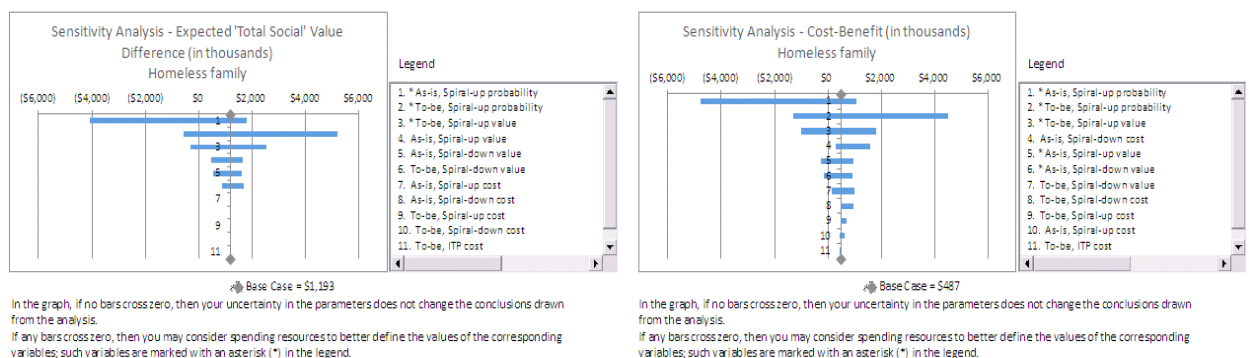 Sensitivity Analysis - Expected 'Total Social' Value
Difference (in thousands)
Homeless family
($6,000) ($4,000) ($2,000) $0 $2,000 $4,000 $6,000
1
3
5
7
9
11
Legend
1. * As-is, Spiral-up probability
2. * To-be, Spiral-up probability
3. * To-be, Spiral-up value
4. As-is, Spiral-up value
5. As-is, Spiral-down value
6. To-be, Spiral-down value
7. As-is, Spiral-up cost
8. As-is, Spiral-down cost
9. To-be, Spiral-up cost
10. To-be, Spiral-down cost
11. To-be, ITP cost
Base Case = $1,193
In the graph, if no bars cross zero, then your uncertainty in the parameters does not change the conclusions drawn
from the analysis.
If any bars cross zero, then you may consider spending resources to better define the values of the corresponding
variables; such variables are marked with an asterisk (*) in the legend.
Sensitivity Analysis - Cost-Benefit (in thousands)
Homeless family
($6,000) ($4,000) ($2,000) $0 $2,000 $4,000 $6,000
1
2
3
4
5
6
7
8
9
10
11
Legend
1. * As-is, Spiral-up probability
2. * To-be, Spiral-up probability
3. * To-be, Spiral-up value
4. As-is, Spiral-down cost
5. * As-is, Spiral-up value
6. * As-is, Spiral-down value
7. To-be, Spiral-down value
8. To-be, Spiral-down cost
9. To-be, Spiral-up cost
10. As-is, Spiral-up cost
11. To-be, ITP cost
Base Case = $487
In the graph, if no bars cross zero, then your uncertainty in the parameters does not change the conclusions drawn
from the analysis.
If any bars cross zero, then you may consider spending resources to better define the values of the corresponding
variables; such variables are marked with an asterisk (*) in the legend.